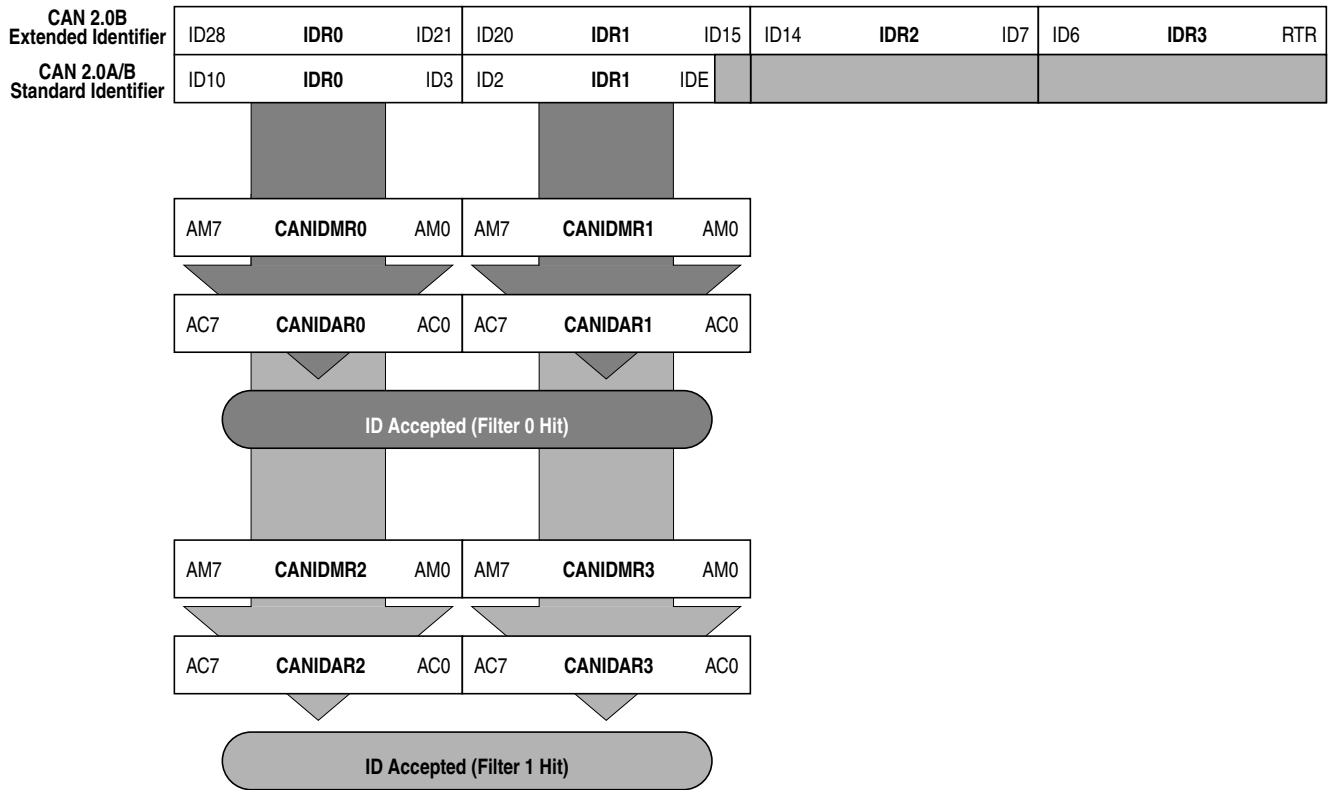 CAN 2.0B
Extended Identifier
ID28 IDR0 ID21 ID20 IDR1 ID15 ID14 IDR2 ID7 ID6 IDR3 RTR
CAN 2.0A/B
Standard Identifier
ID10 IDR0 ID3 ID2 IDR1 IDE
AM7 CANIDMR0 AM0 AM7 CANIDMR1 AM0
AC7 CANIDAR0 AC0 AC7 CANIDAR1 AC0
ID Accepted (Filter 0 Hit)
AM7 CANIDMR2 AM0 AM7 CANIDMR3 AM0
AC7 CANIDAR2 AC0 AC7 CANIDAR3 AC0
ID Accepted (Filter 1 Hit)